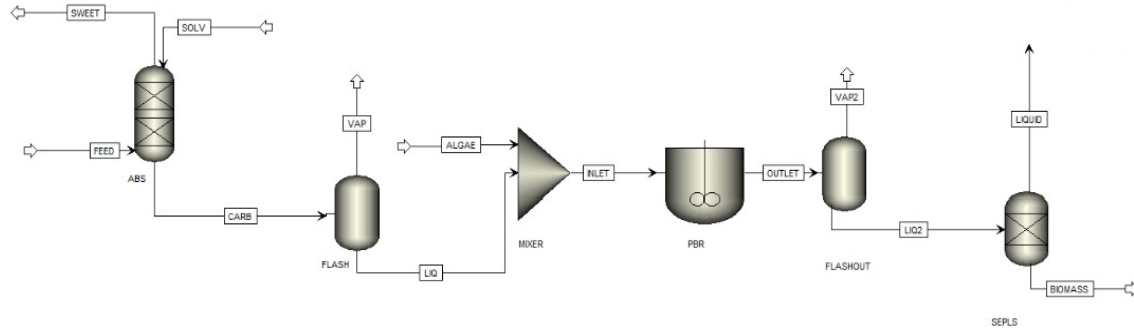 SWEET
SOLV
FEED
ABS
CARB
VAP
FLASH
LIQ
ALGAE
MIXER
INLET
PBR
OUTLET
VAP2
FLASHOUT
LIQ2
LIQUID
BIOMASS
SEPLS